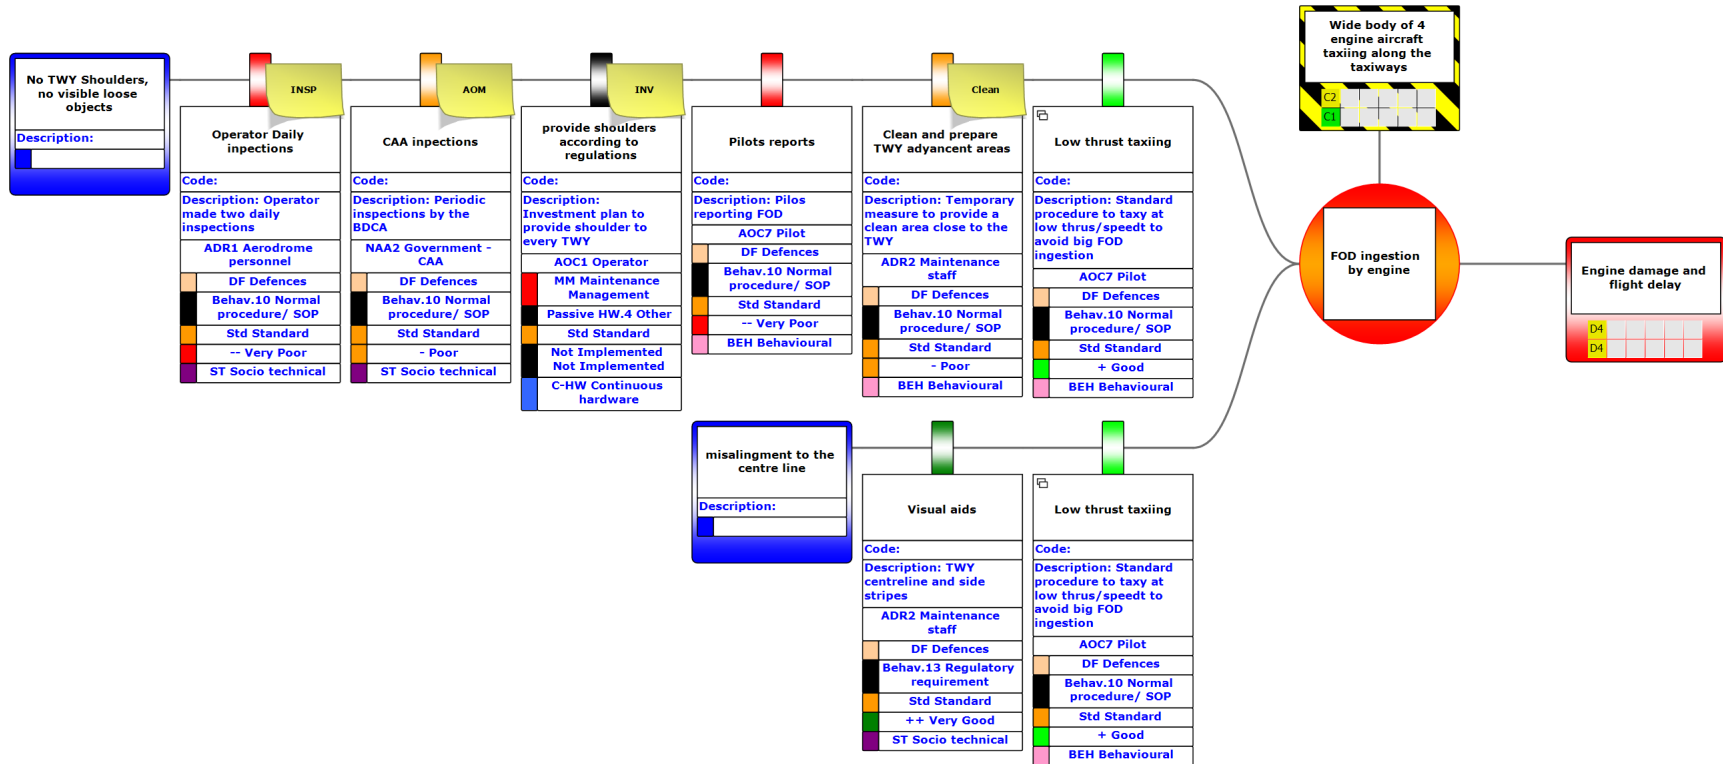 No TWY Shoulders,
no visible loose
objects
Description:
INSP
Operator Daily
inpections
Code:
Description: Operator
made two daily
inspections
ADR1 Aerodrome
personnel
DF Defences
Behav.10 Normal
procedure/ SOP
Std Standard
-- Very Poor
ST Socio technical
AOM
CAA inpections
Code:
Description: Periodic
inspections by the
BDCA
NAA2 Government -
CAA
DF Defences
Behav.10 Normal
procedure/ SOP
Std Standard
- Poor
ST Socio technical
INV
provide shoulders
according to
regulations
Code:
Description:
Investment plan to
provide shoulder to
every TWY
AOC1 Operator
MM Maintenance
Management
Passive HW.4 Other
Std Standard
Not Implemented
Not Implemented
C-HW Continuous
hardware
Pilots reports
Code:
Description: Pilos
reporting FOD
AOC7 Pilot
DF Defences
Behav.10 Normal
procedure/ SOP
Std Standard
-- Very Poor
BEH Behavioural
Clean
Clean and prepare
TWY adyancent areas
Code:
Description: Temporary
measure to provide a
clean area close to the
TWY
ADR2 Maintenance
staff
DF Defences
Behav.10 Normal
procedure/ SOP
Std Standard
- Poor
BEH Behavioural
Low thrust taxiing
Code:
Description: Standard
procedure to taxy at
low thrus/speedt to
avoid big FOD
ingestion
AOC7 Pilot
DF Defences
Behav.10 Normal
procedure/ SOP
Std Standard
+ Good
BEH Behavioural
Wide body of 4
engine aircraft
taxiing along the
taxiways
C2
C1
FOD ingestion
by engine
Engine damage and
flight delay
D4
D4
misalingment to the
centre line
Description:
Visual aids
Code:
Description: TWY
centreline and side
stripes
ADR2 Maintenance
staff
DF Defences
Behav.13 Regulatory
requirement
Std Standard
++ Very Good
ST Socio technical
Low thrust taxiing
Code:
Description: Standard
procedure to taxy at
low thrus/speedt to
avoid big FOD
ingestion
AOC7 Pilot
DF Defences
Behav.10 Normal
procedure/ SOP
Std Standard
+ Good
BEH Behavioural